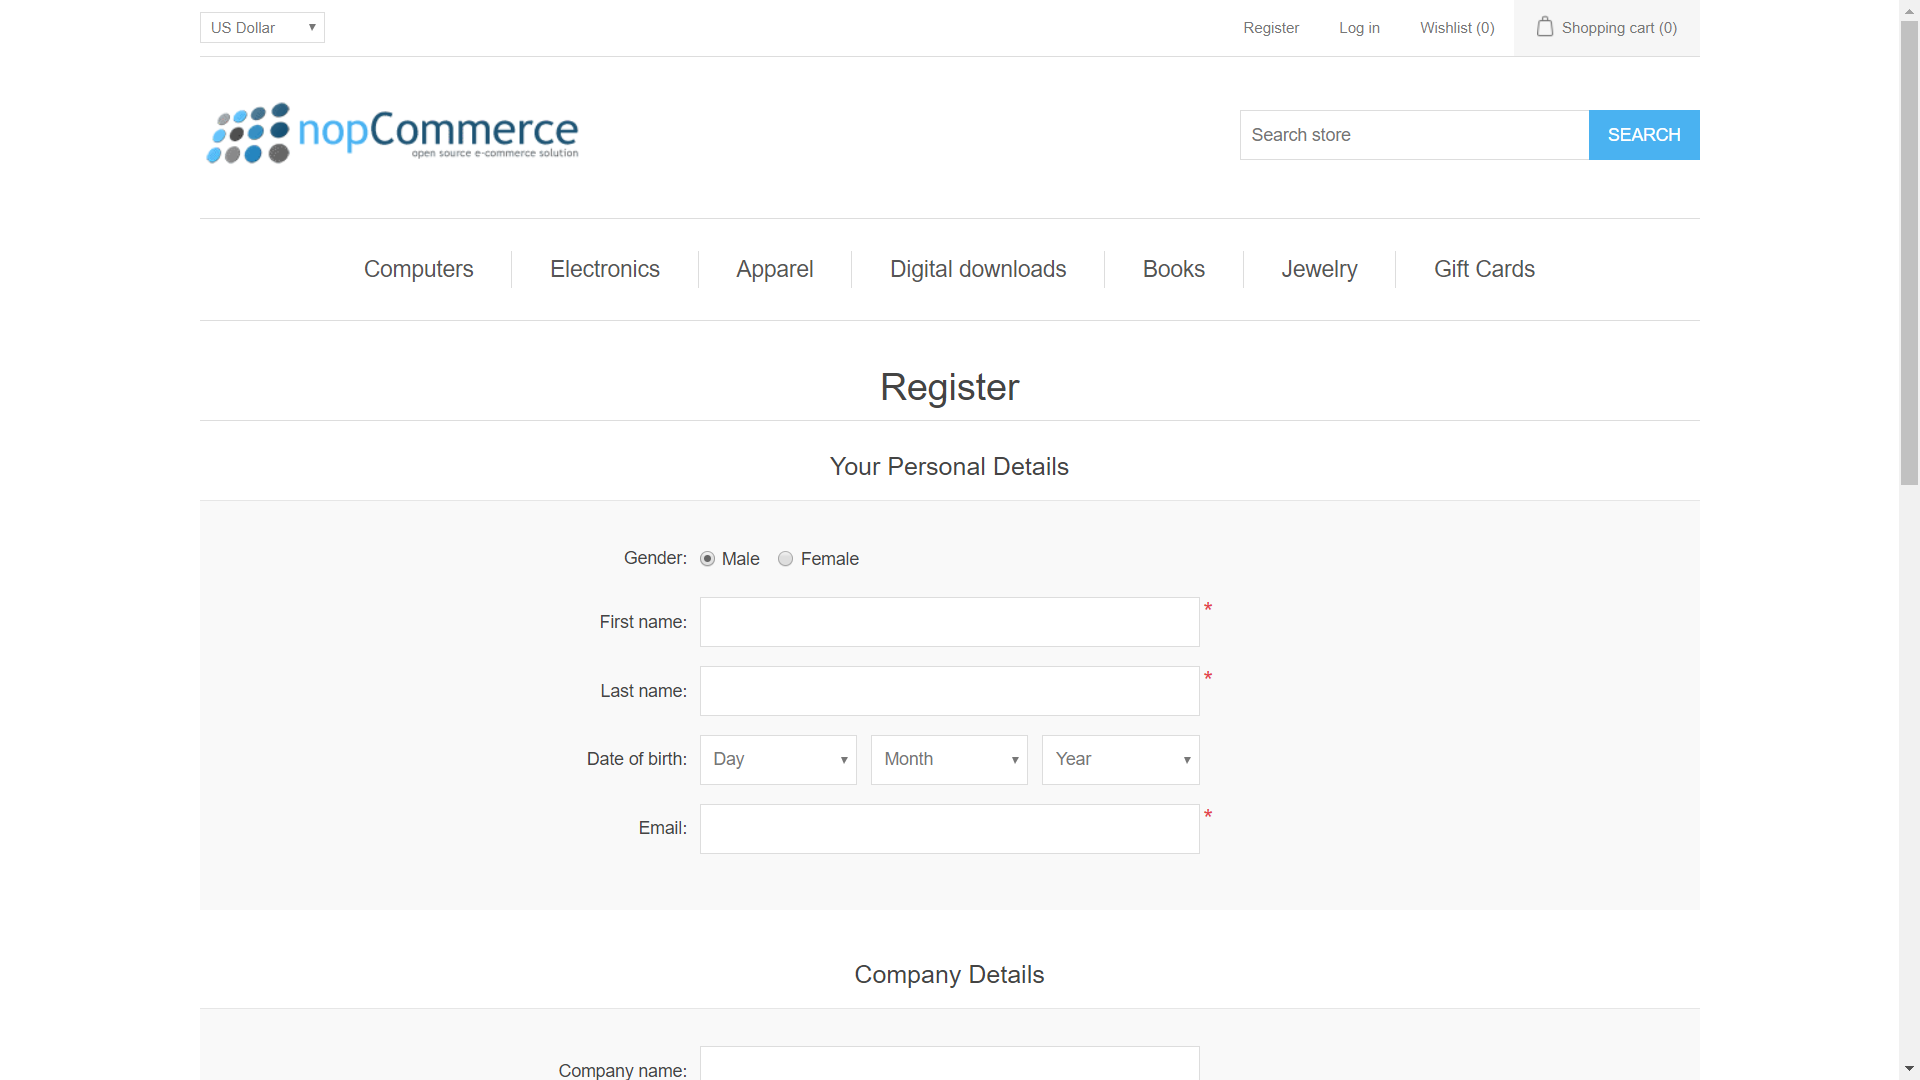 US Dollar
Register
Log in
Wishlist (0)
Shopping cart (0)
nopCommerce
open source e-commerce solution
Search store
SEARCH
Computers
Electronics
Apparel
Digital downloads
Books
Jewelry
Gift Cards
Register
Your Personal Details
Gender: Male Female
First name: *
Last name: *
Date of birth: Day Month Year
Email: *
Company Details
Company name: